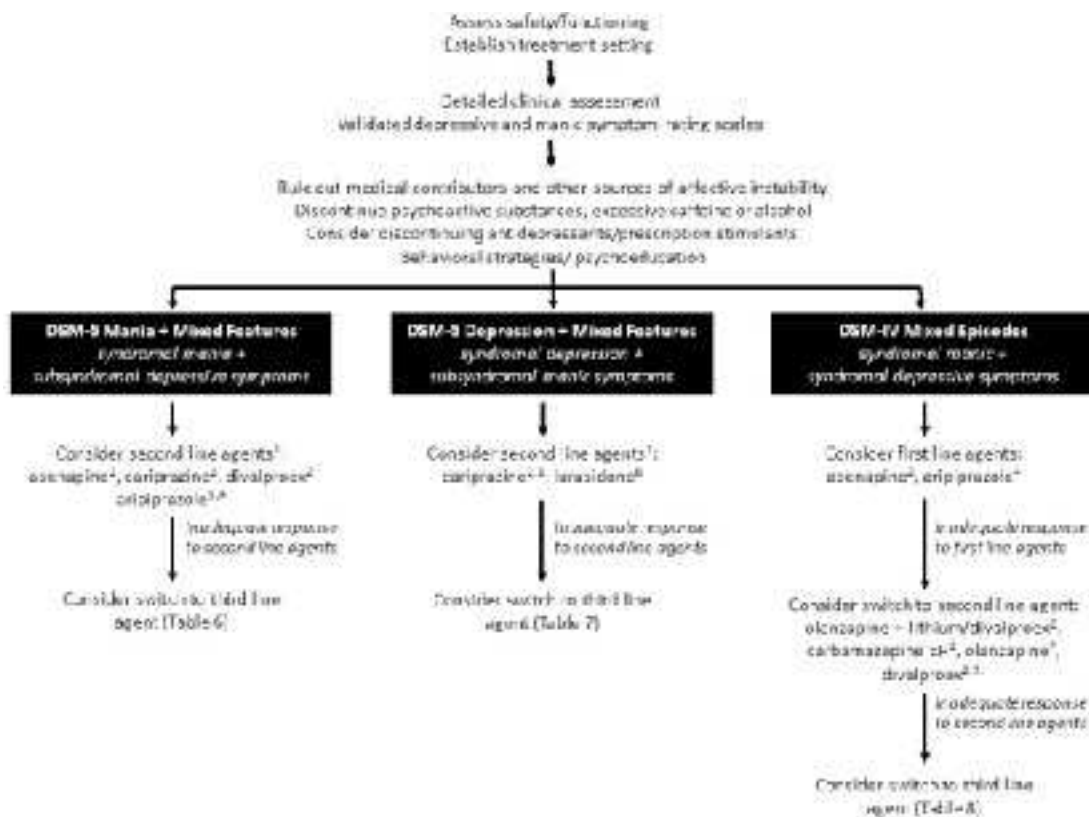 Assess safety/functioning
Establish treatment setting
Detailed clinical assessment
Validated depressive and manic symptom rating scales
Rule out medical contributors and other sources of affective instability
Discontinue psychoactive substances, excessive caffeine or alcohol
Consider discontinuing antidepressants/prescription stimulants
Behavioral strategies/ psychoeducation
DSM-5 Mania + Mixed Features
syndromal mania +
subsyndromal depressive symptoms
Consider second line agents
asenapine, cariprazine, divalproex
aripiprazole
Inadequate response
to second line agents
Consider switch to third line
agent (Table 6)
DSM-5 Depression + Mixed Features
syndromal depression +
subsyndromal manic symptoms
Consider second line agents
cariprazine, lurasidone
Inadequate response
to second line agents
Consider switch to third line
agent (Table 7)
DSM-IV Mixed Episodes
syndromal manic +
syndromal depressive symptoms
Consider first line agents:
asenapine, aripiprazole
Inadequate response
to first line agents
Consider switch to second line agent:
olanzapine + lithium/divalproex
carbamazepine olanzapine
divalproex
Inadequate response
to second line agents
Consider switch to third line
agent (Table 8)